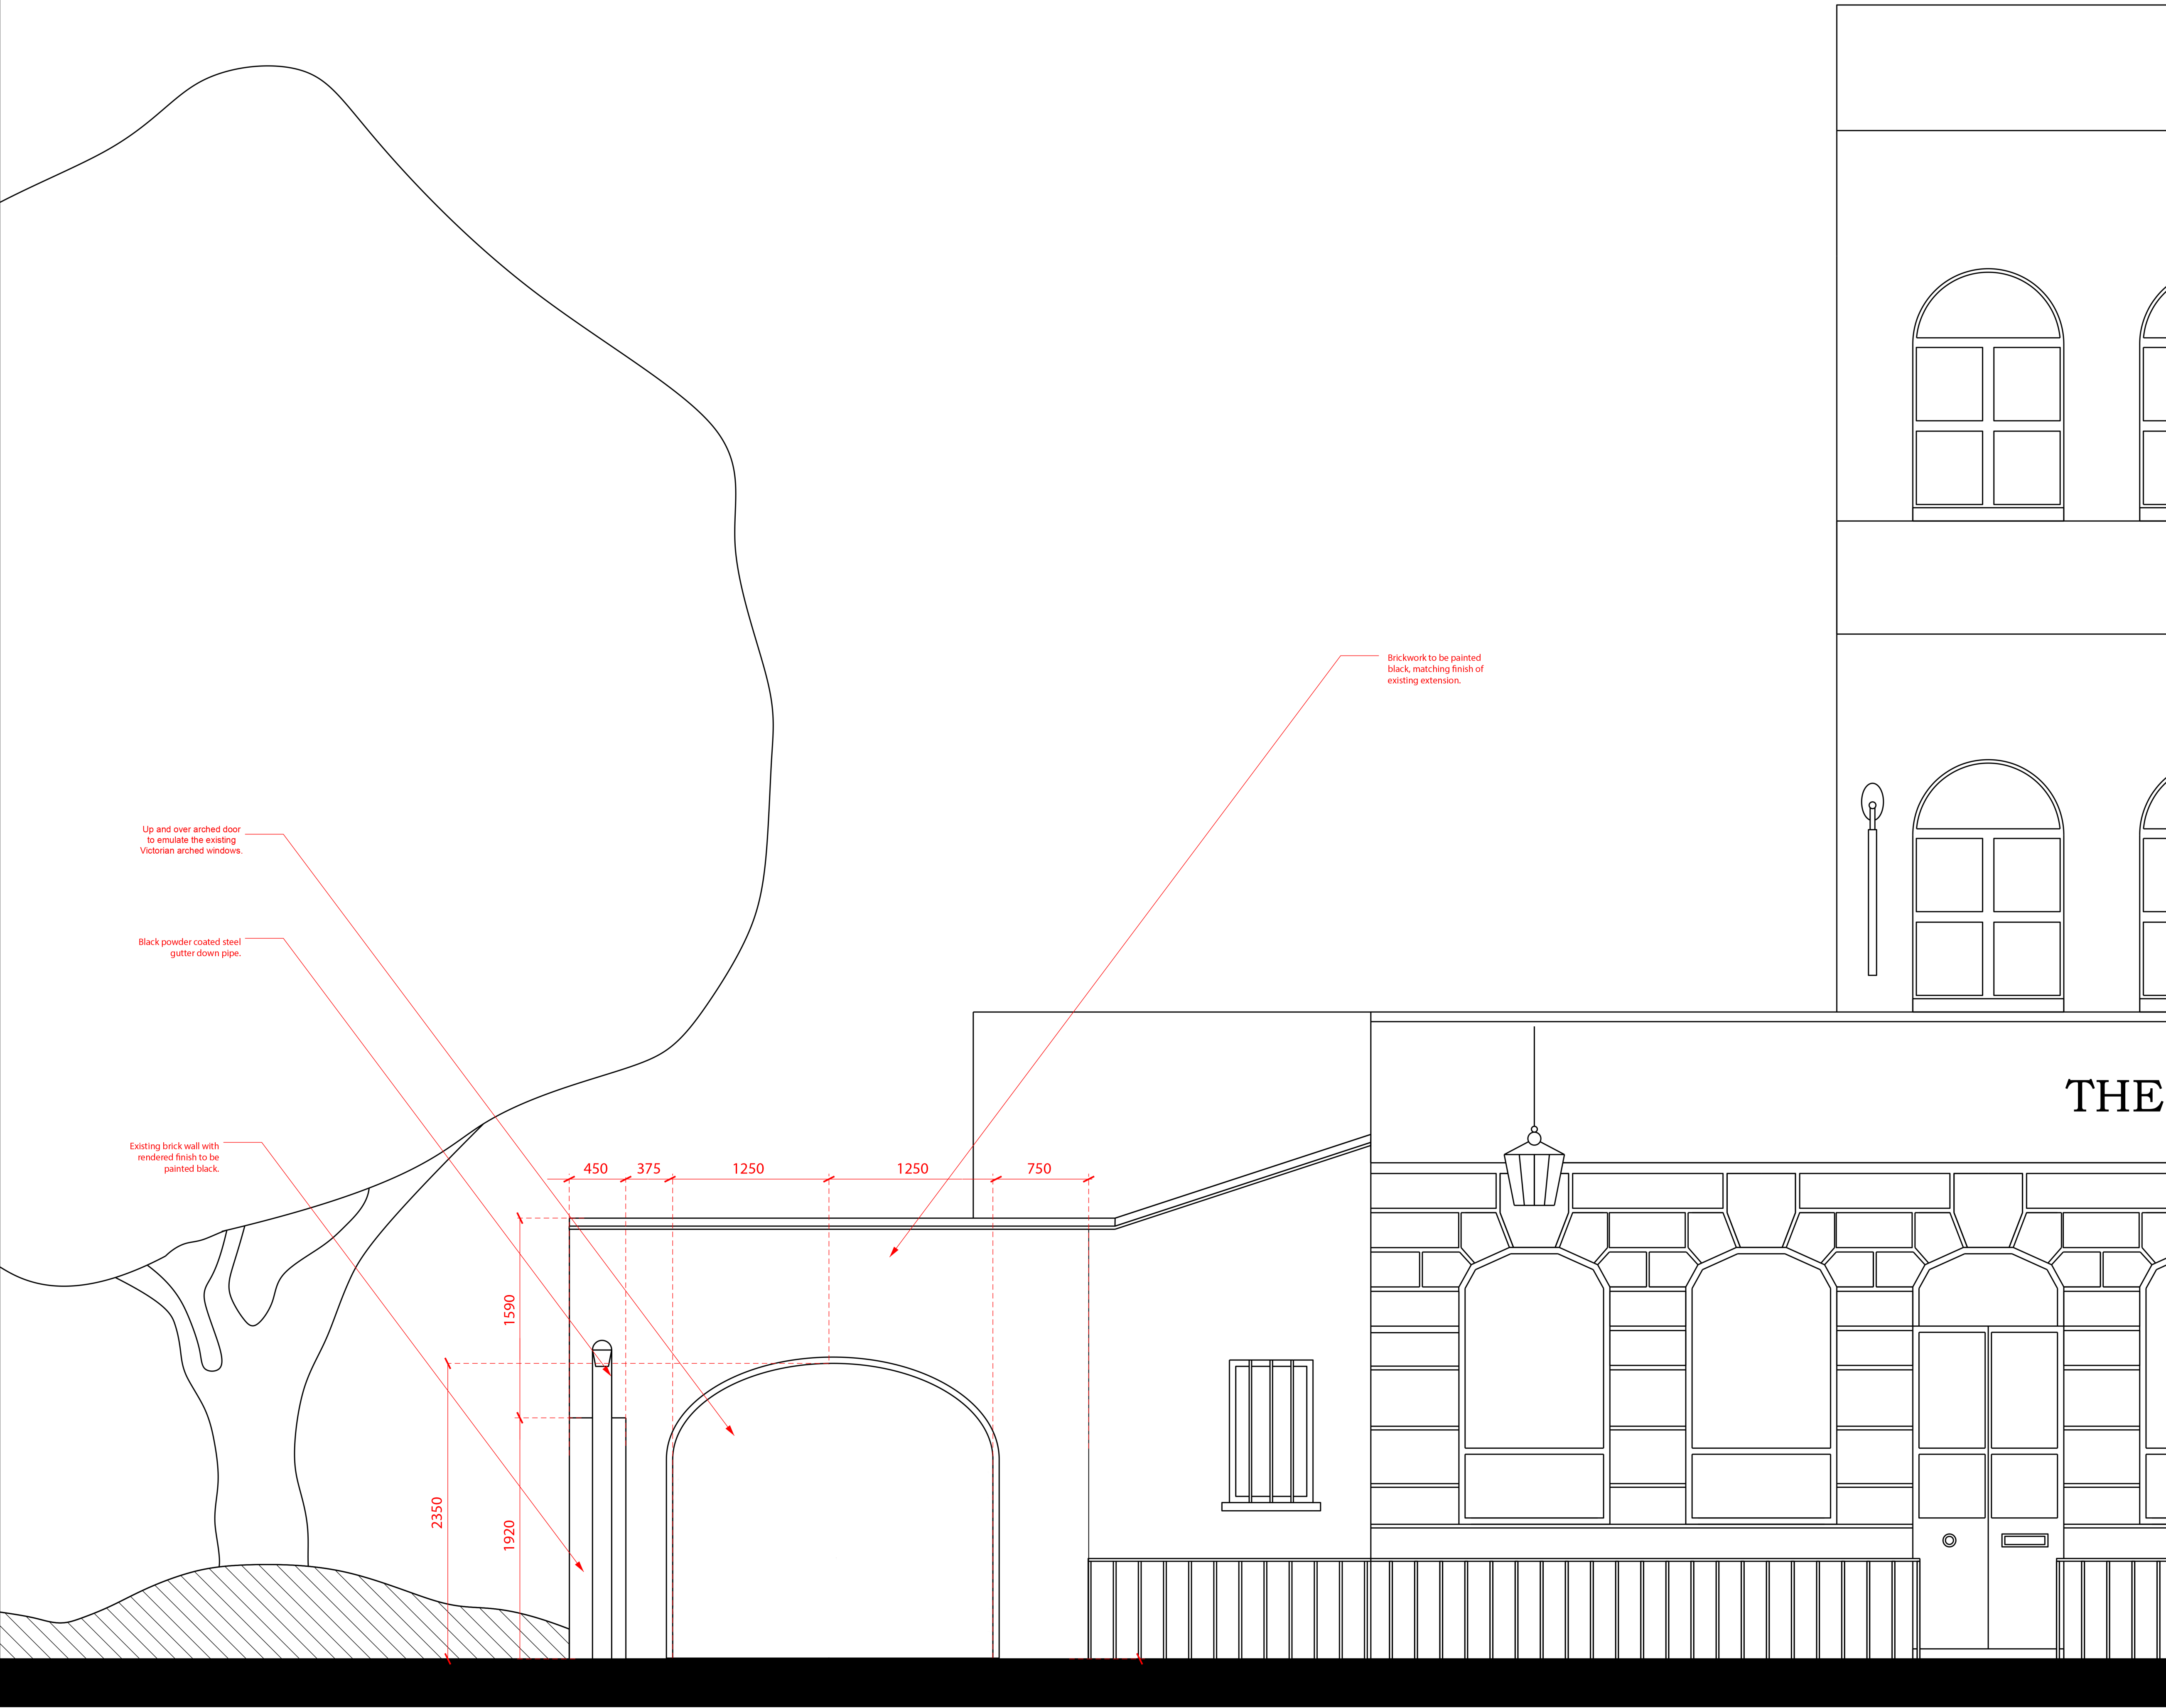 Brickwork to be painted
black, matching finish of
existing extension.
Up and over arched door
to emulate the existing
Victorian arched windows.
Black powder coated steel
gutter down pipe.
THE
Existing brick wall with
rendered finish to be
painted black.
450 375 1250 1250 750
1590
2350
1920